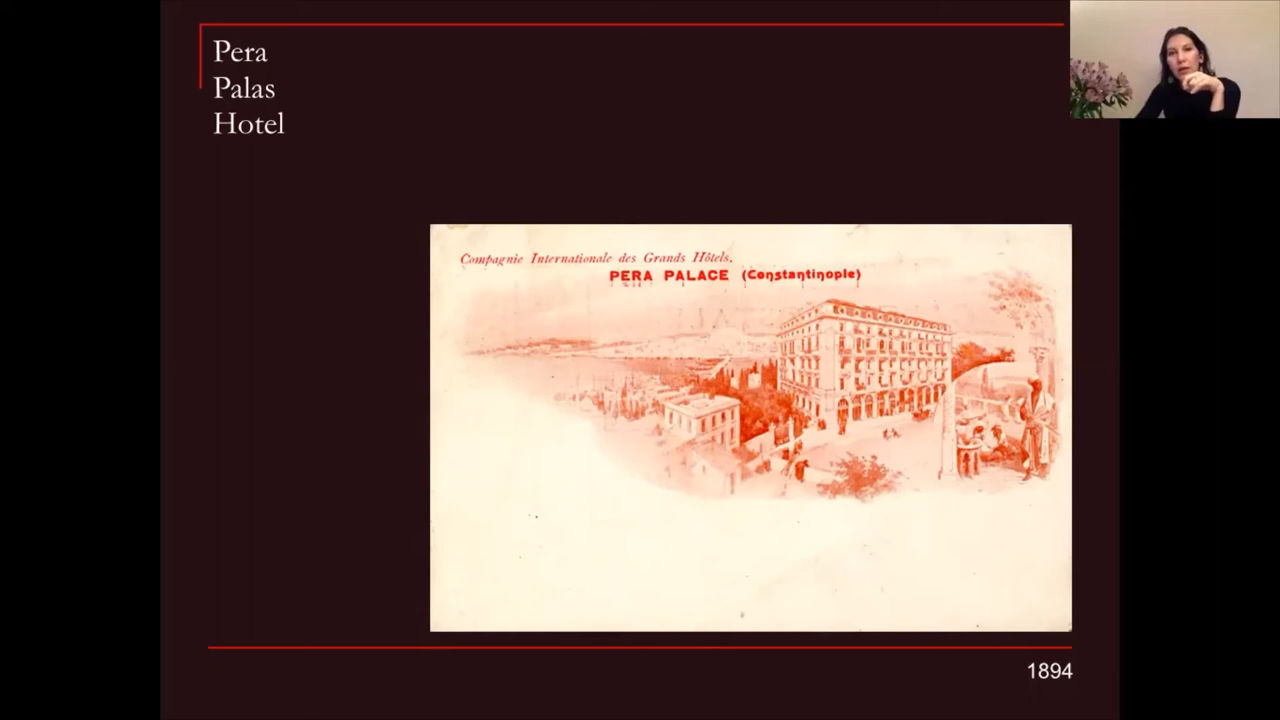 Pera
Palas
Hotel
Compagnie Internationale des Grands Hôtels.
PERA PALACE (Constantinople)
1894